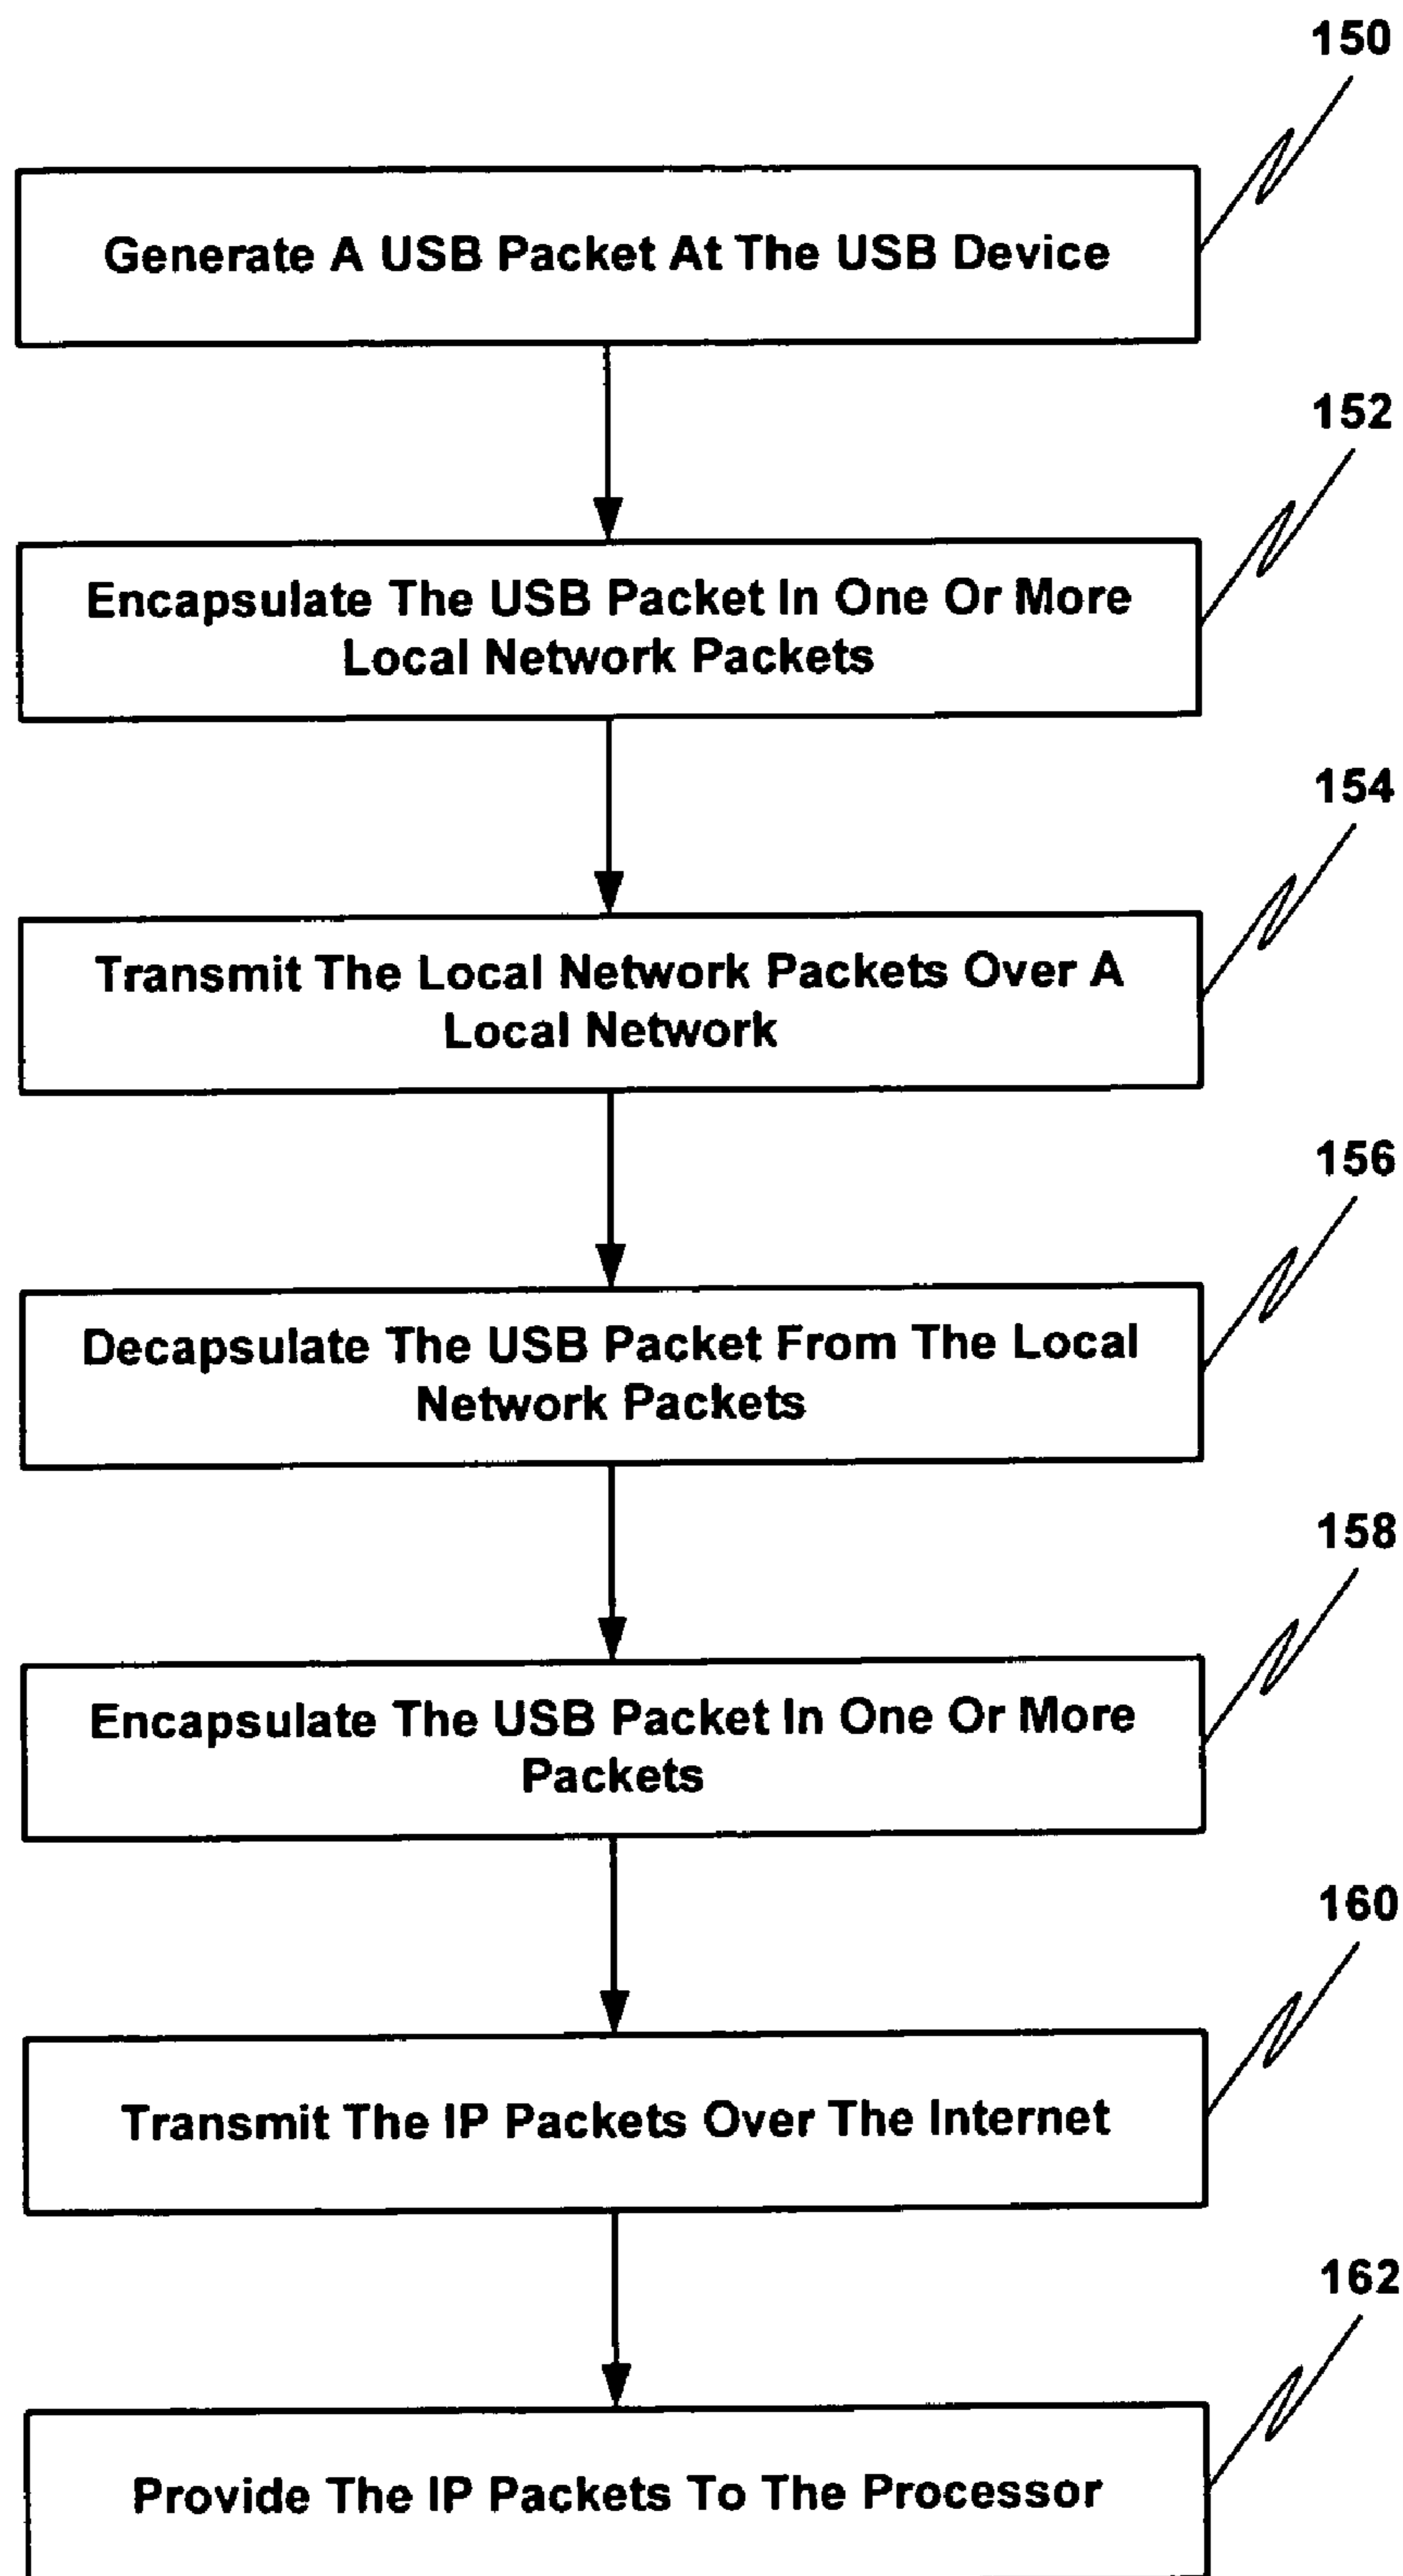 150
Generate A USB Packet At The USB Device
152
Encapsulate The USB Packet In One Or More
Local Network Packets
154
Transmit The Local Network Packets Over A
Local Network
156
Decapsulate The USB Packet From The Local
Network Packets
158
Encapsulate The USB Packet In One Or More
Packets
160
Transmit The IP Packets Over The Internet
162
Provide The IP Packets To The Processor